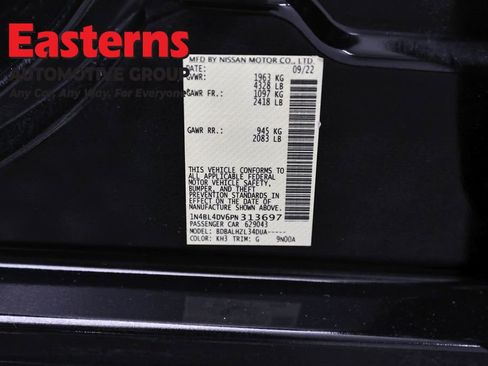 Easterns
AUTOMOTIVE GROUP
Any Car, Any Way, For Everyone
MFD BY NISSAN MOTOR CO., LTD.
DATE: 09/22
GVWR: 1963 KG
4328 LB
GAWR FR: 1097 KG
2418 LB
GAWR RR: 945 KG
2083 LB
THIS VEHICLE CONFORMS TO
ALL APPLICABLE FEDERAL
MOTOR VEHICLE SAFETY,
BUMPER, AND THEFT
PREVENTION STANDARDS IN
EFFECT ON THE DATE OF
MANUFACTURE SHOWN ABOVE.
1N4BL4DV6PN313697
PASSENGER CAR 629043
MODEL: BDBALHZL34DUA-----
COLOR: KH3 TRIM: G 9N00A